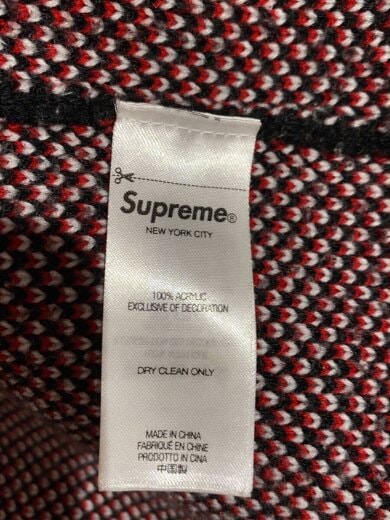 Supreme®
NEW YORK CITY
100% ACRYLIC
EXCLUSIVE OF DECORATION
DRY CLEAN ONLY
MADE IN CHINA
FABRIQUÉ EN CHINE
PRODOTTO IN CINA
中国製